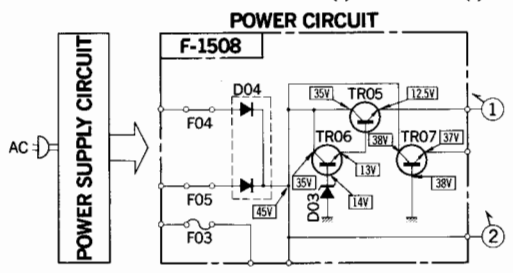 POWER CIRCUIT
F-1508
POWER SUPPLY CIRCUIT
AC
D04
F04
F05
F03
35V
TR05
12.5V
1
TR06
38V
TR07
37V
13V
35V
14V
38V
D03
45V
2